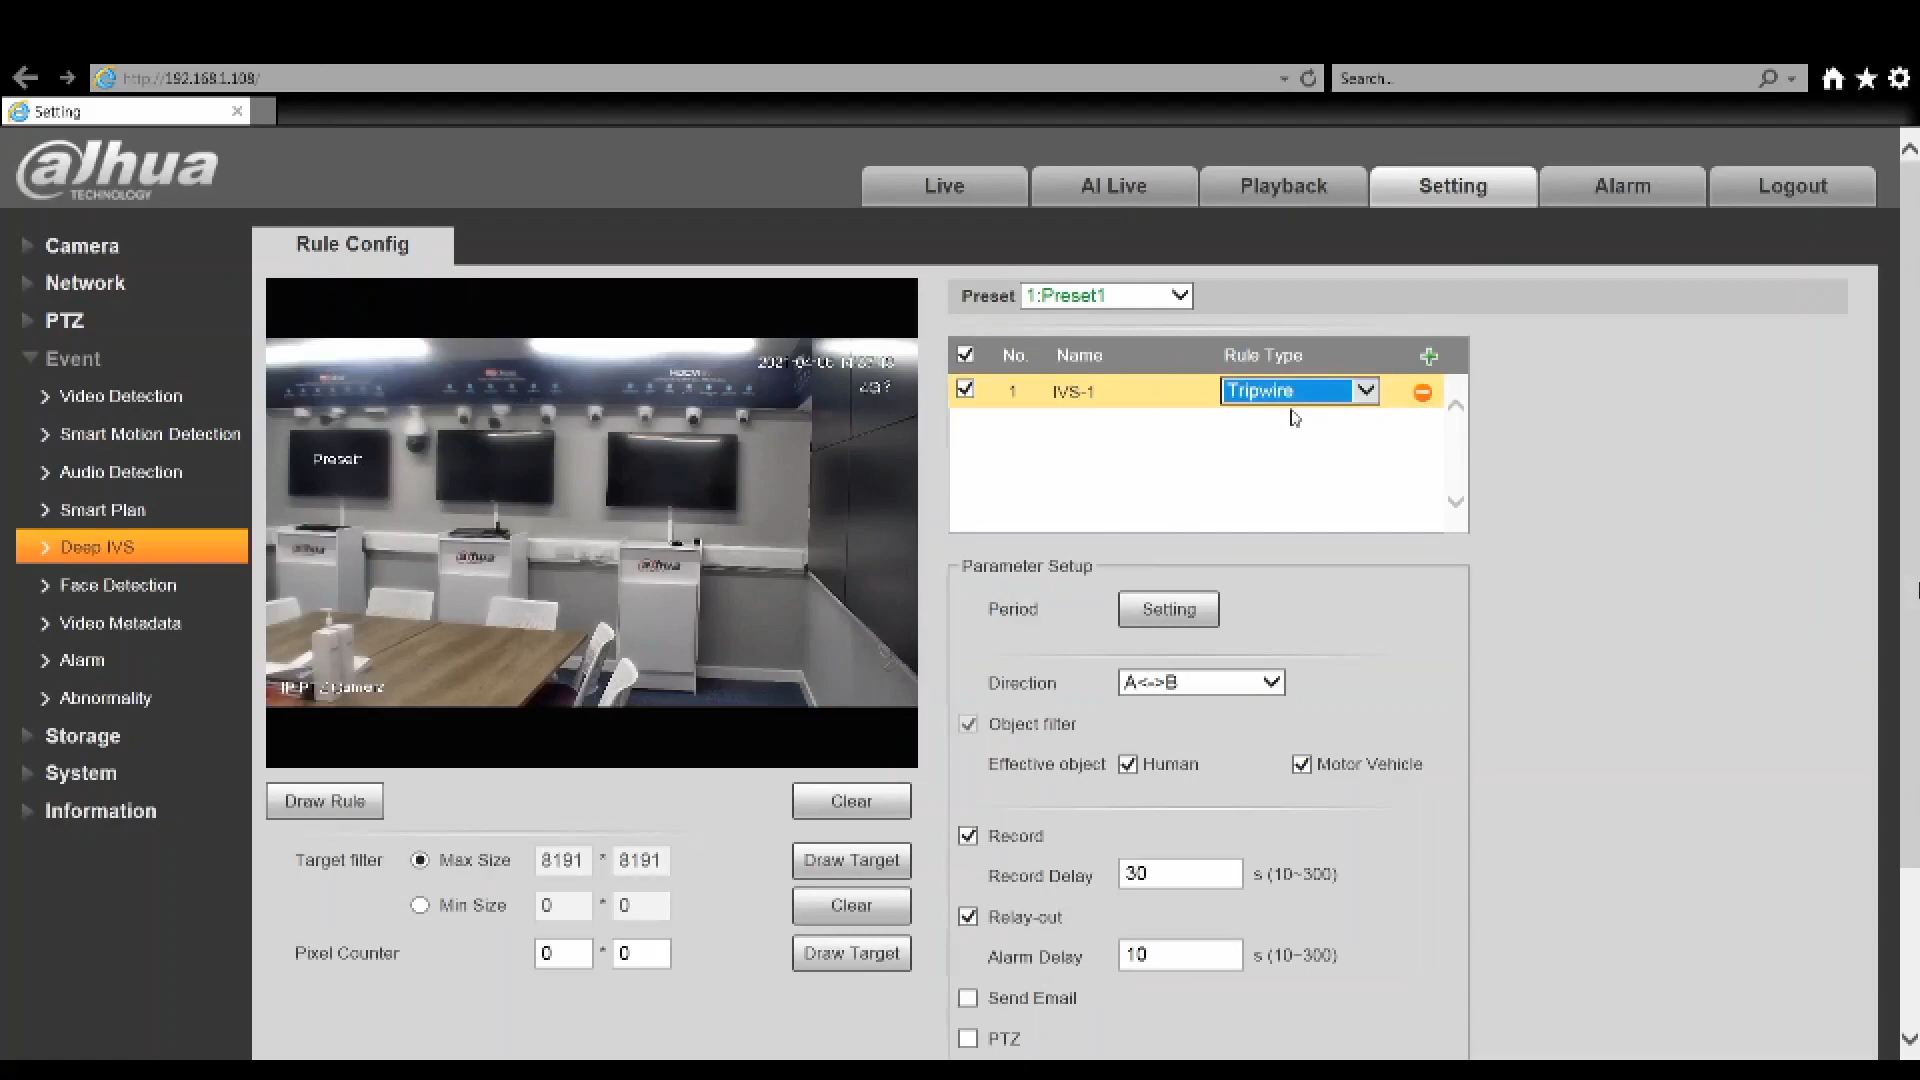 http://192.168.1.108/
Search...
Setting
alhua
TECHNOLOGY
Live
AI Live
Playback
Setting
Alarm
Logout
Camera
Network
PTZ
Event
Video Detection
Smart Motion Detection
Audio Detection
Smart Plan
Deep IVS
Face Detection
Video Metadata
Alarm
Abnormality
Storage
System
Information
Rule Config
Preset
alhua
alhua
alhua
IP PTZ Camera
Draw Rule
Clear
Target filter
Max Size
8191 * 8191
Draw Target
Min Size
0 * 0
Clear
Pixel Counter
0 * 0
Draw Target
Preset 1:Preset1
No. Name Rule Type
1 IVS-1 Tripwire
Parameter Setup
Period Setting
Direction A<->B
Object filter
Effective object Human Motor Vehicle
Record
Record Delay 30 s (10~300)
Relay-out
Alarm Delay 10 s (10~300)
Send Email
PTZ